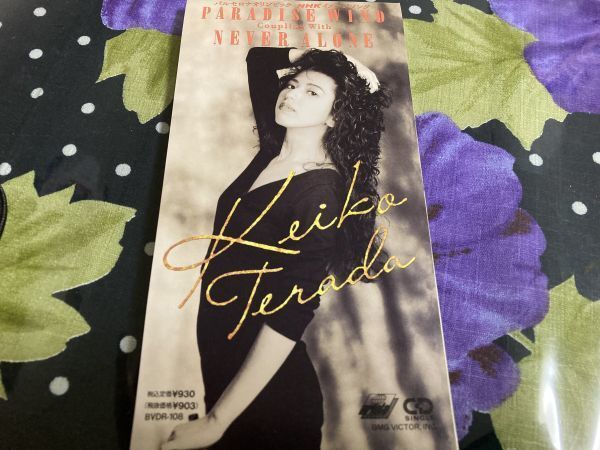 バルセロナオリンピック NHKイメージソング
PARADISE WIND
Coupling With
NEVER ALONE
Keiko
Terada
税込定価¥930
(税抜価格¥903)
BVDR-108
CD
SINGLE
BMG VICTOR, INC.